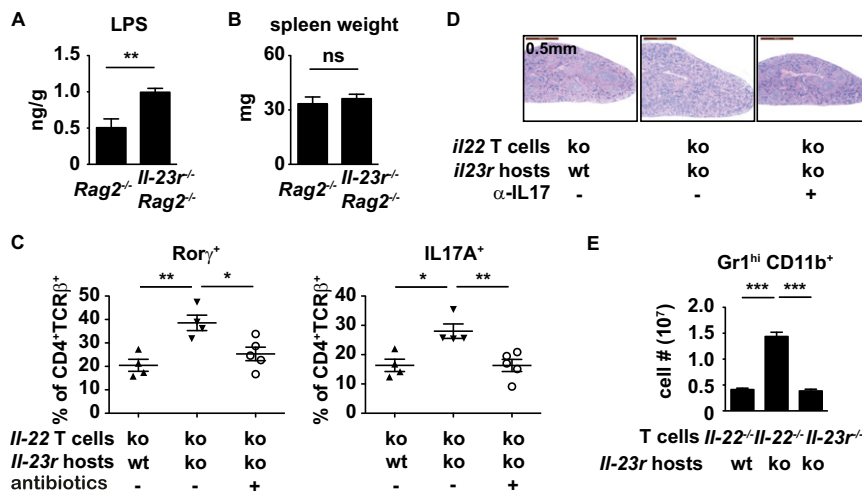 A
LPS
**
ng/g
1.5
1.0
0.5
0
Rag2-/-
Il-23r-/-
Rag2-/-
B
spleen weight
ns
mg
60
30
0
Rag2-/-
Il-23r-/-
Rag2-/-
C
Rorγ+
** *
% of CD4+TCRβ+
50
40
30
20
10
0
IL17A+
* **
% of CD4+TCRβ+
40
30
20
10
0
Il-22 T cells ko ko ko ko ko ko
Il-23r hosts wt ko ko wt ko ko
antibiotics - - + - - +
D
0.5mm
il22 T cells ko ko ko
il23r hosts wt ko ko
α-IL17 - - +
E
Gr1hi CD11b+
*** ***
cell # (10⁷)
2.0
1.5
1.0
0.5
0
T cells Il-22-/- Il-22-/- Il-23r-/-
Il-23r hosts wt ko ko